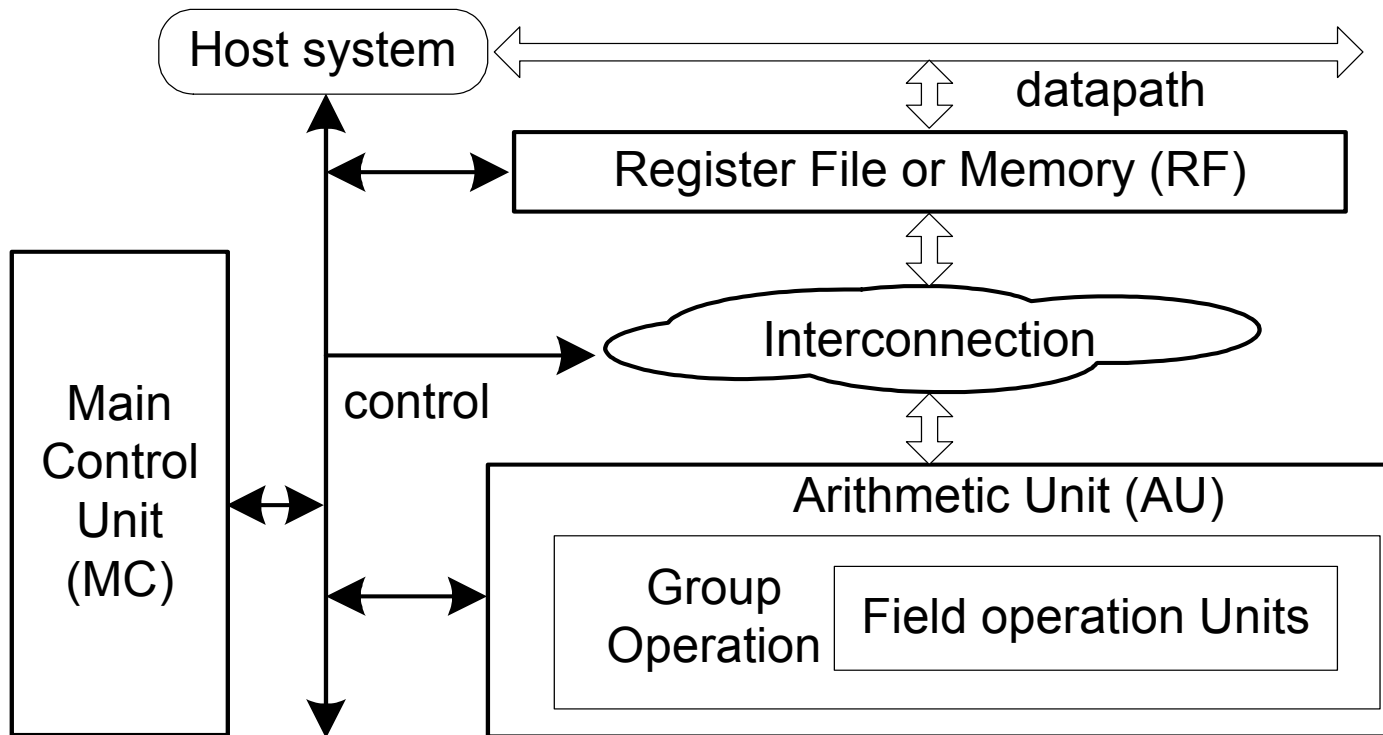 Host system
datapath
Register File or Memory (RF)
Interconnection
control
Main
Control
Unit
(MC)
Arithmetic Unit (AU)
Group
Operation
Field operation Units